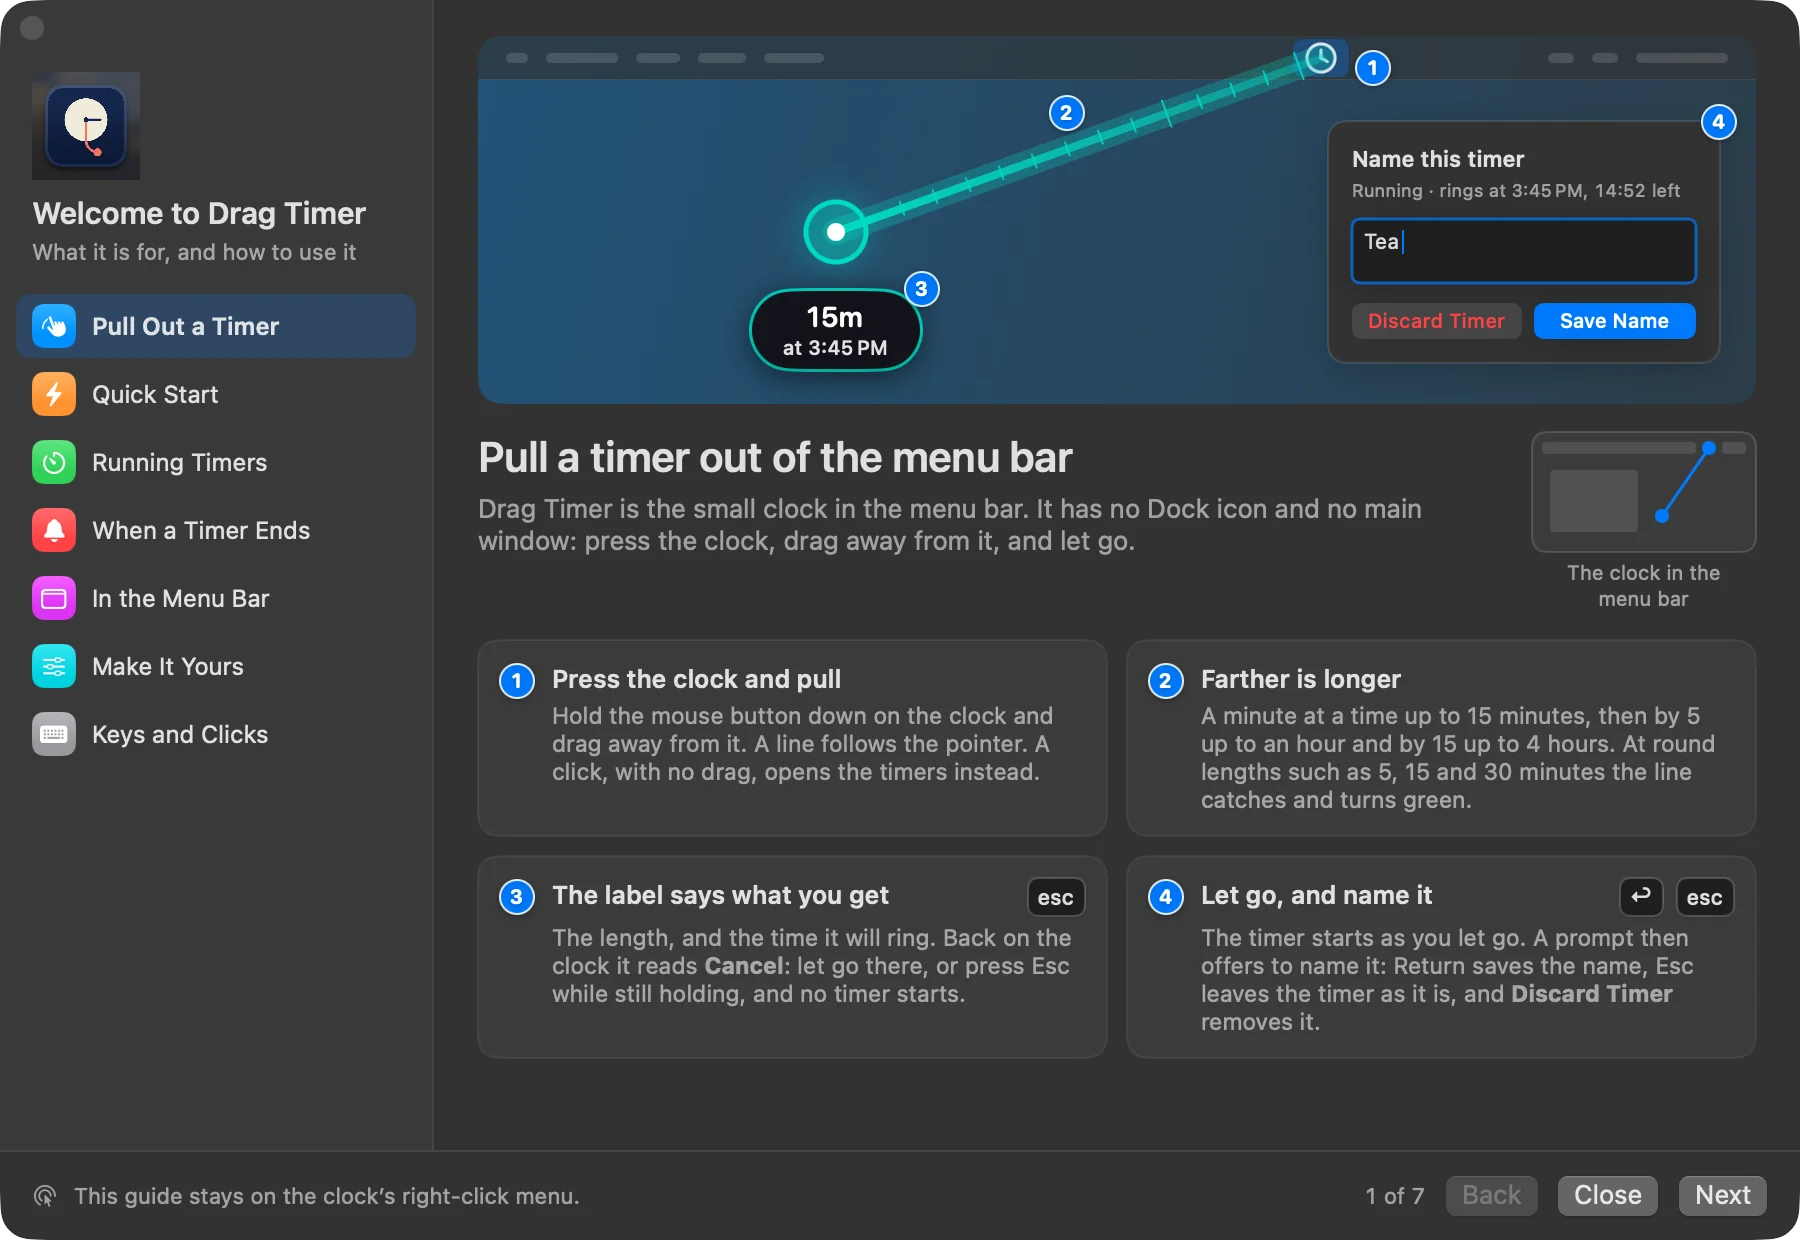 Welcome to Drag Timer
What it is for, and how to use it
Pull Out a Timer
Quick Start
Running Timers
When a Timer Ends
In the Menu Bar
Make It Yours
Keys and Clicks
1
2
3
15m
at 3:45 PM
4
Name this timer
Running · rings at 3:45 PM, 14:52 left
Tea
Discard Timer
Save Name
Pull a timer out of the menu bar
Drag Timer is the small clock in the menu bar. It has no Dock icon and no main
window: press the clock, drag away from it, and let go.
The clock in the
menu bar
1
Press the clock and pull
Hold the mouse button down on the clock and
drag away from it. A line follows the pointer. A
click, with no drag, opens the timers instead.
2
Farther is longer
A minute at a time up to 15 minutes, then by 5
up to an hour and by 15 up to 4 hours. At round
lengths such as 5, 15 and 30 minutes the line
catches and turns green.
3
The label says what you get
esc
The length, and the time it will ring. Back on the
clock it reads Cancel: let go there, or press Esc
while still holding, and no timer starts.
4
Let go, and name it
esc
The timer starts as you let go. A prompt then
offers to name it: Return saves the name, Esc
leaves the timer as it is, and Discard Timer
removes it.
This guide stays on the clock’s right-click menu.
1 of 7
Back
Close
Next